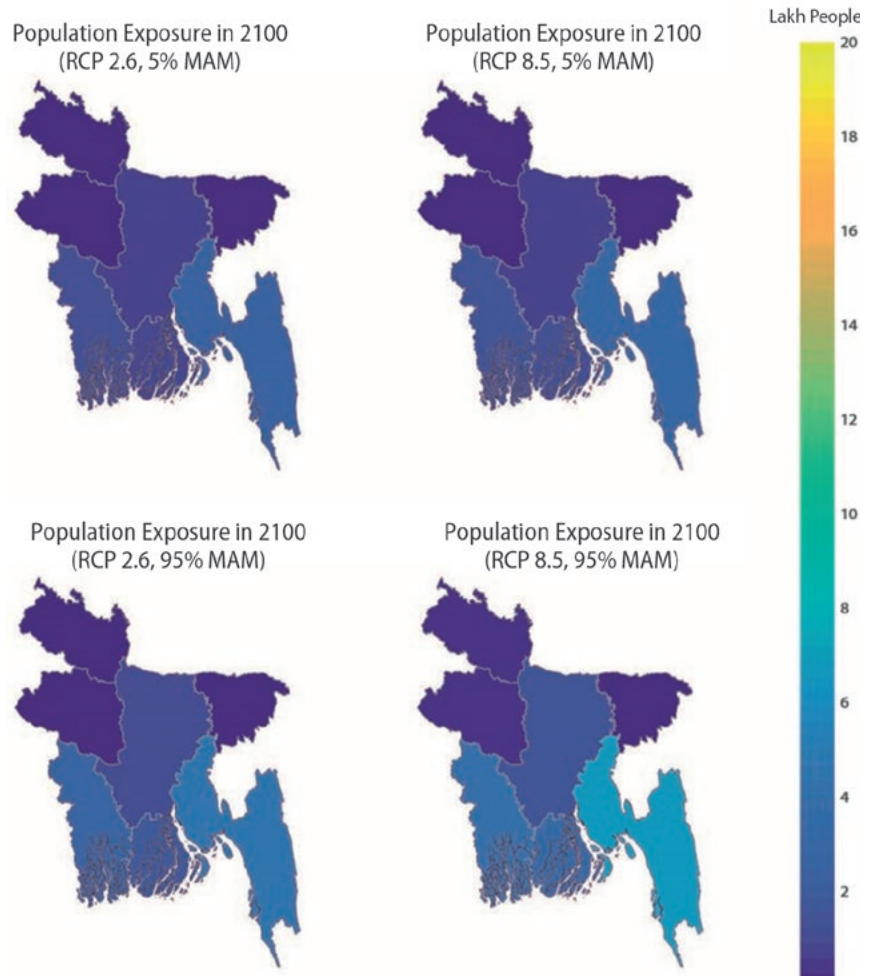 Lakh People
Population Exposure in 2100
(RCP 2.6, 5% MAM)
Population Exposure in 2100
(RCP 8.5, 5% MAM)
20
18
16
14
12
10
8
6
4
2
Population Exposure in 2100
(RCP 2.6, 95% MAM)
Population Exposure in 2100
(RCP 8.5, 95% MAM)